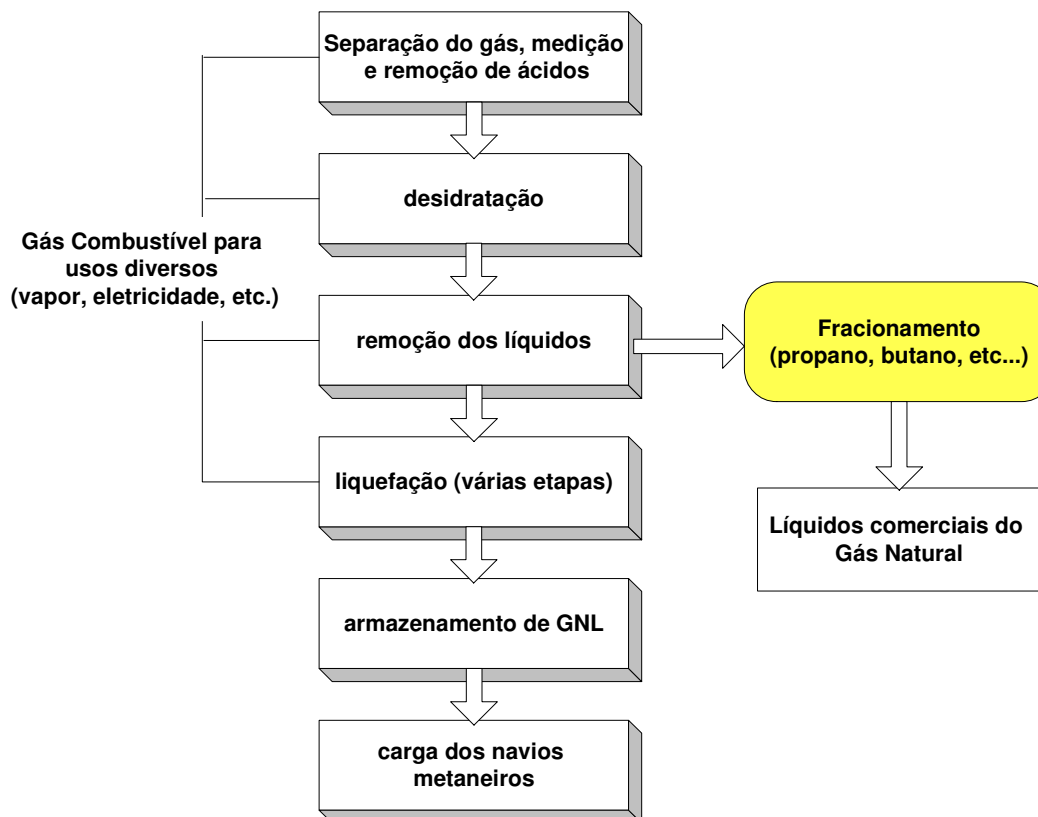 Separação do gás, medição
e remoção de ácidos
desidratação
Gás Combustível para
usos diversos
(vapor, eletricidade, etc.)
remoção dos líquidos
Fracionamento
(propano, butano, etc...)
liquefação (várias etapas)
Líquidos comerciais do
Gás Natural
armazenamento de GNL
carga dos navios
metaneiros